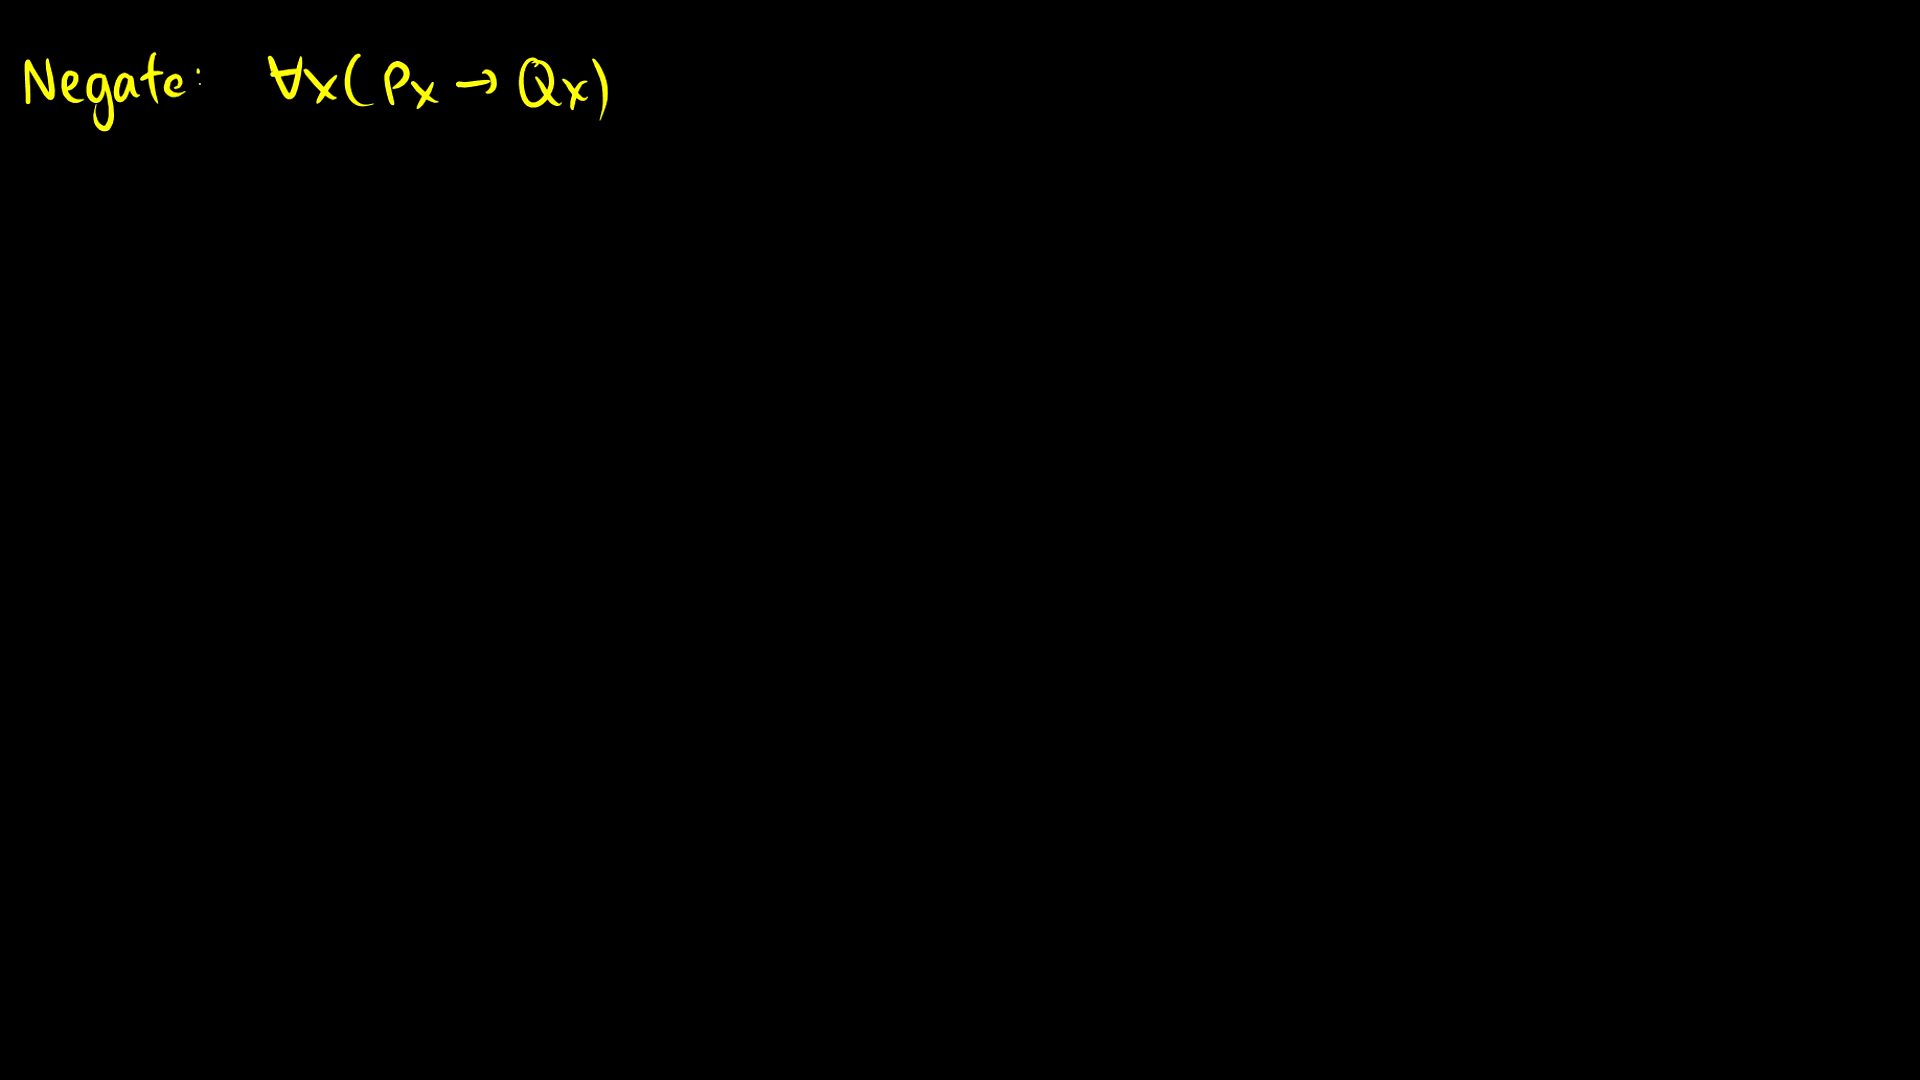 Negate: ∀x(Px → Qx)